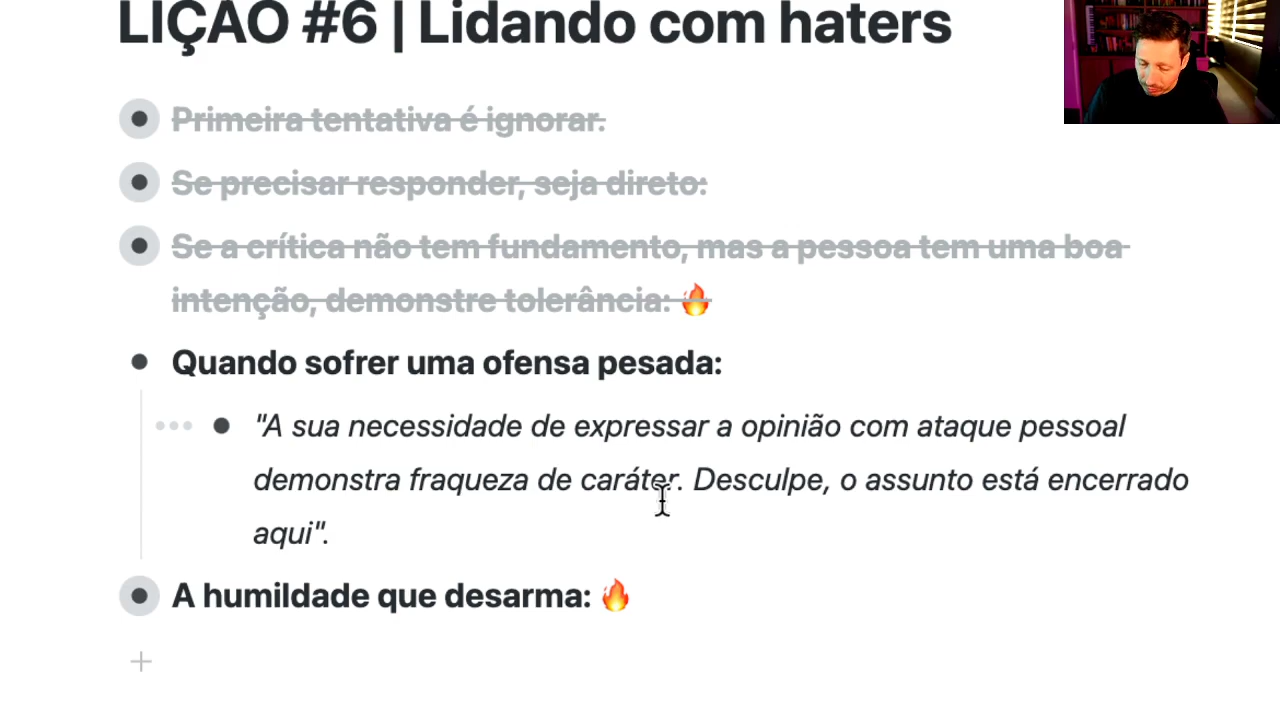 LIÇÃO #6 | Lidando com haters
Primeira tentativa é ignorar.
Se precisar responder, seja direto:
Se a crítica não tem fundamento, mas a pessoa tem uma boa
intenção, demonstre tolerância: 🔥
Quando sofrer uma ofensa pesada:
"A sua necessidade de expressar a opinião com ataque pessoal
demonstra fraqueza de caráter. Desculpe, o assunto está encerrado
aqui".
A humildade que desarma: 🔥